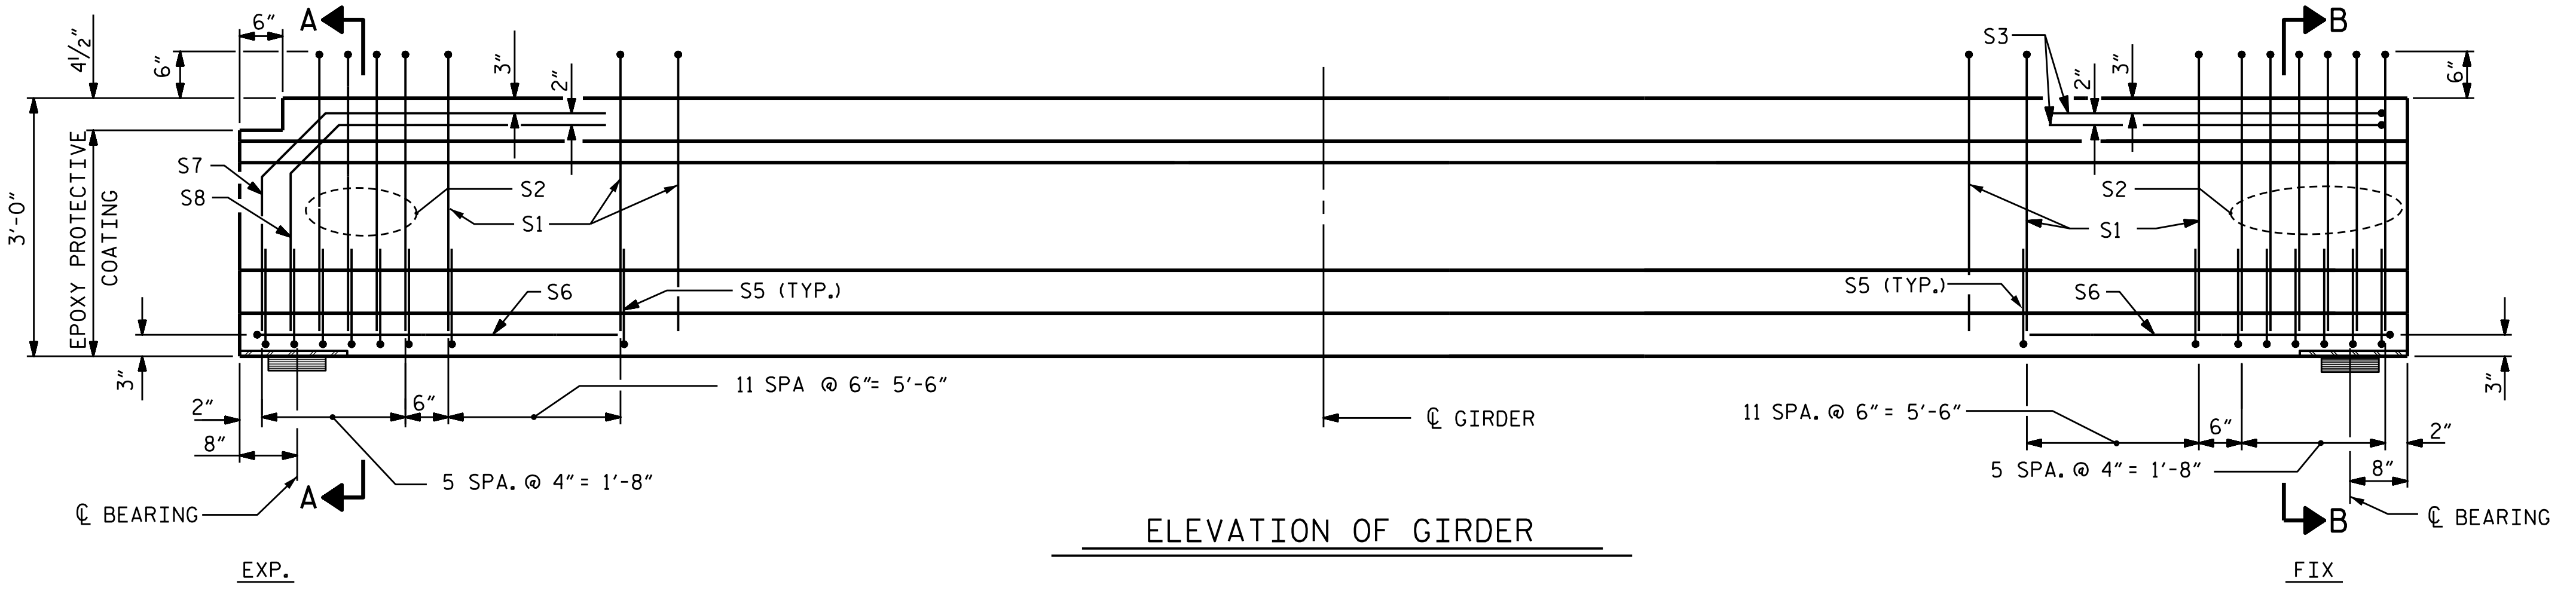 6"
A
B
4½"
6"
3"
2"
S3
2"
3"
6"
3'-0"
EPOXY PROTECTIVE
COATING
S7
S8
S2
S1
S2
S1
S6
S5 (TYP.)
S5 (TYP.)
S6
3"
3"
2"
6"
11 SPA @ 6"= 5'-6"
℄ GIRDER
11 SPA. @ 6"= 5'-6"
6"
2"
8"
8"
5 SPA. @ 4"= 1'-8"
5 SPA. @ 4"= 1'-8"
A
B
℄ BEARING
℄ BEARING
ELEVATION OF GIRDER
EXP.
FIX